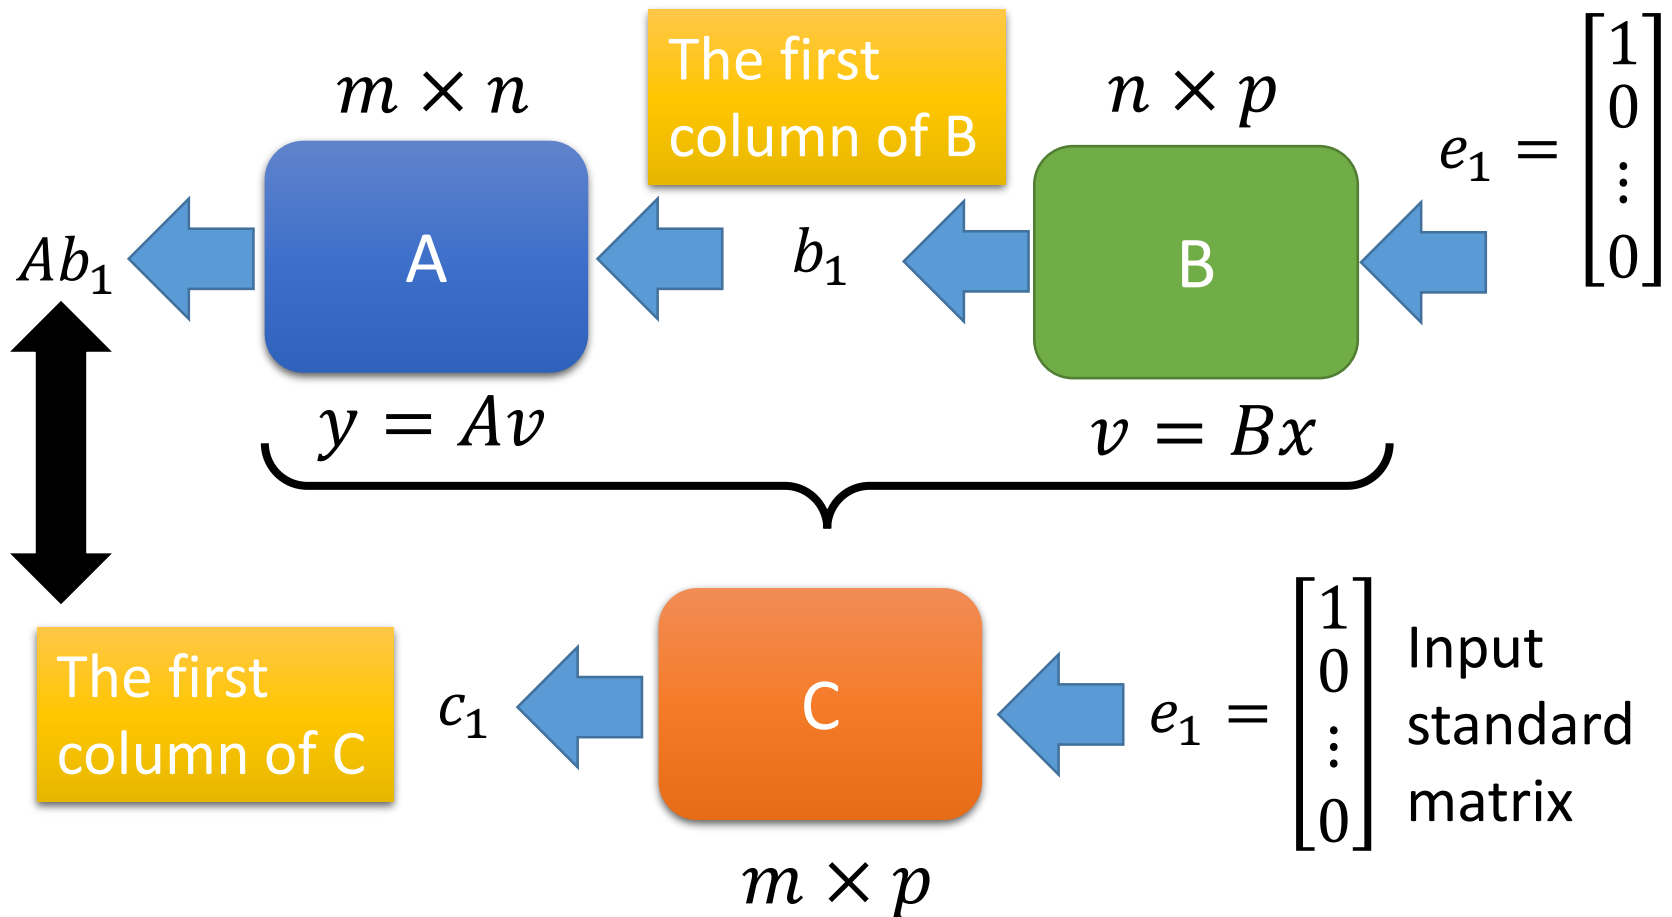 The first
column of B
m × n
n × p
e₁ = [1 0 ⋮ 0]
Ab₁
A
b₁
B
y = Av
v = Bx
The first
column of C
c₁
C
e₁ = [1 0 ⋮ 0]
Input
standard
matrix
m × p